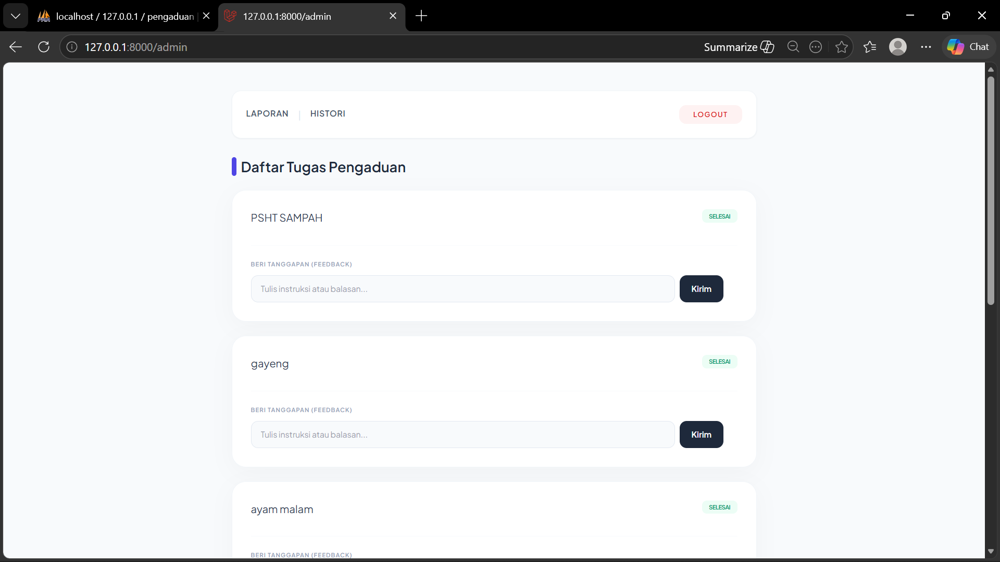 localhost / 127.0.0.1 / pengaduan
127.0.0.1:8000/admin
127.0.0.1:8000/admin
Summarize
Chat
LAPORAN | HISTORI
LOGOUT
Daftar Tugas Pengaduan
PSHT SAMPAH
SELESAI
BERI TANGGAPAN (FEEDBACK)
Tulis instruksi atau balasan...
Kirim
gayeng
SELESAI
BERI TANGGAPAN (FEEDBACK)
Tulis instruksi atau balasan...
Kirim
ayam malam
SELESAI
BERI TANGGAPAN (FEEDBACK)